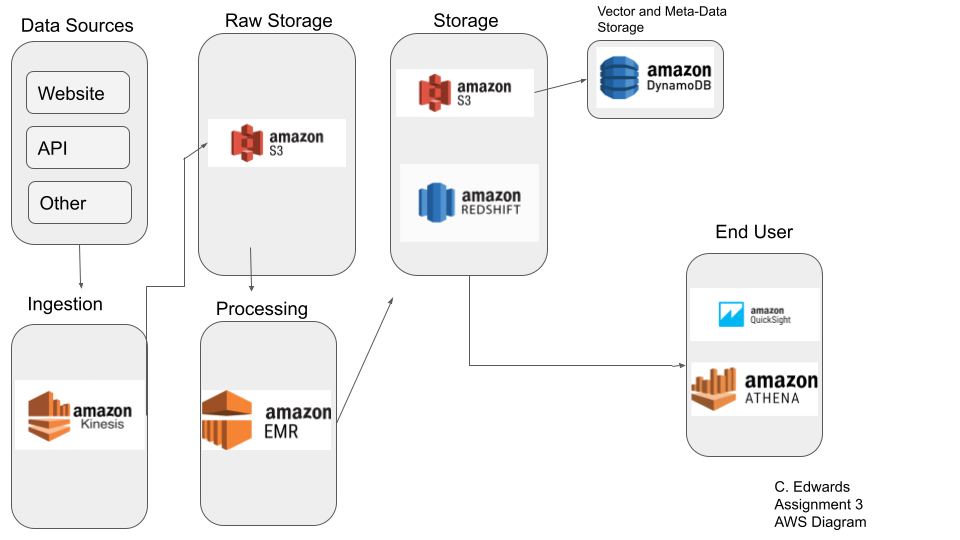 Data Sources
Website
API
Other
Ingestion
amazon
Kinesis
Raw Storage
amazon
S3
Processing
amazon
EMR
Storage
amazon
S3
amazon
REDSHIFT
Vector and Meta-Data
Storage
amazon
DynamoDB
End User
amazon
QuickSight
amazon
ATHENA
C. Edwards
Assignment 3
AWS Diagram